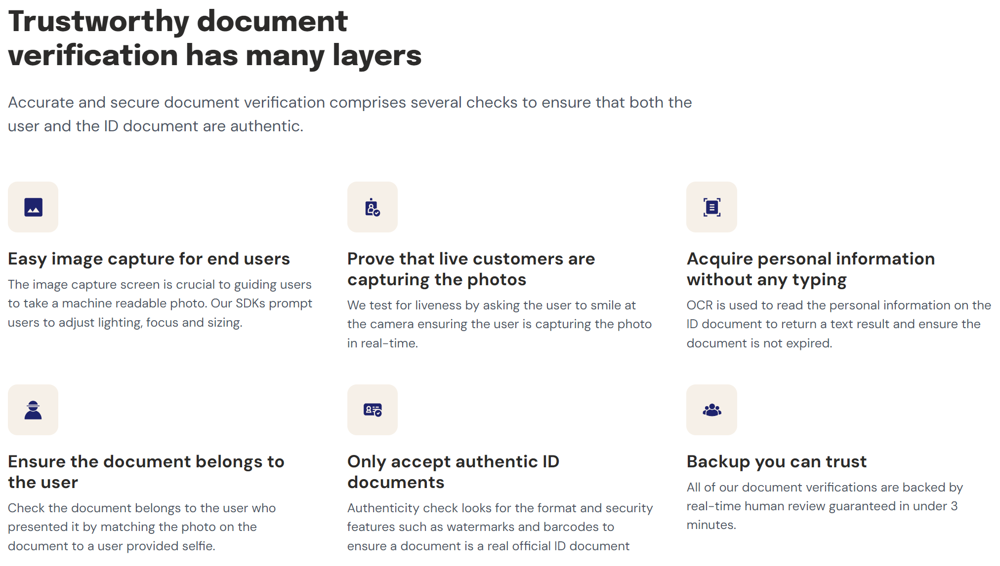 Trustworthy document
verification has many layers
Accurate and secure document verification comprises several checks to ensure that both the
user and the ID document are authentic.
Easy image capture for end users
The image capture screen is crucial to guiding users
to take a machine readable photo. Our SDKs prompt
users to adjust lighting, focus and sizing.
Prove that live customers are
capturing the photos
We test for liveness by asking the user to smile at
the camera ensuring the user is capturing the photo
in real-time.
Acquire personal information
without any typing
OCR is used to read the personal information on the
ID document to return a text result and ensure the
document is not expired.
Ensure the document belongs to
the user
Check the document belongs to the user who
presented it by matching the photo on the
document to a user provided selfie.
Only accept authentic ID
documents
Authenticity check looks for the format and security
features such as watermarks and barcodes to
ensure a document is a real official ID document
Backup you can trust
All of our document verifications are backed by
real-time human review guaranteed in under 3
minutes.